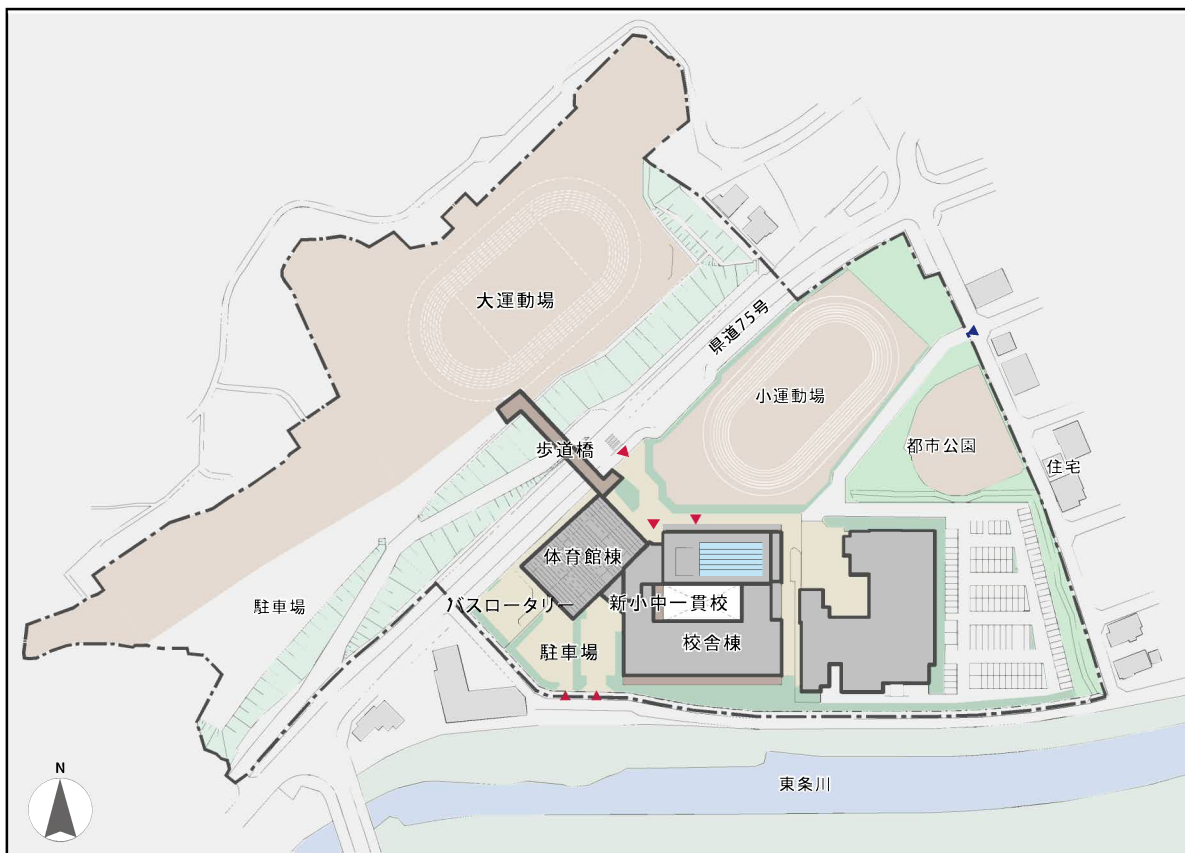 大運動場
県道75号
小運動場
歩道橋
都市公園
住宅
体育館棟
駐車場
バスロータリー
新小中一貫校
校舎棟
駐車場
N
東条川